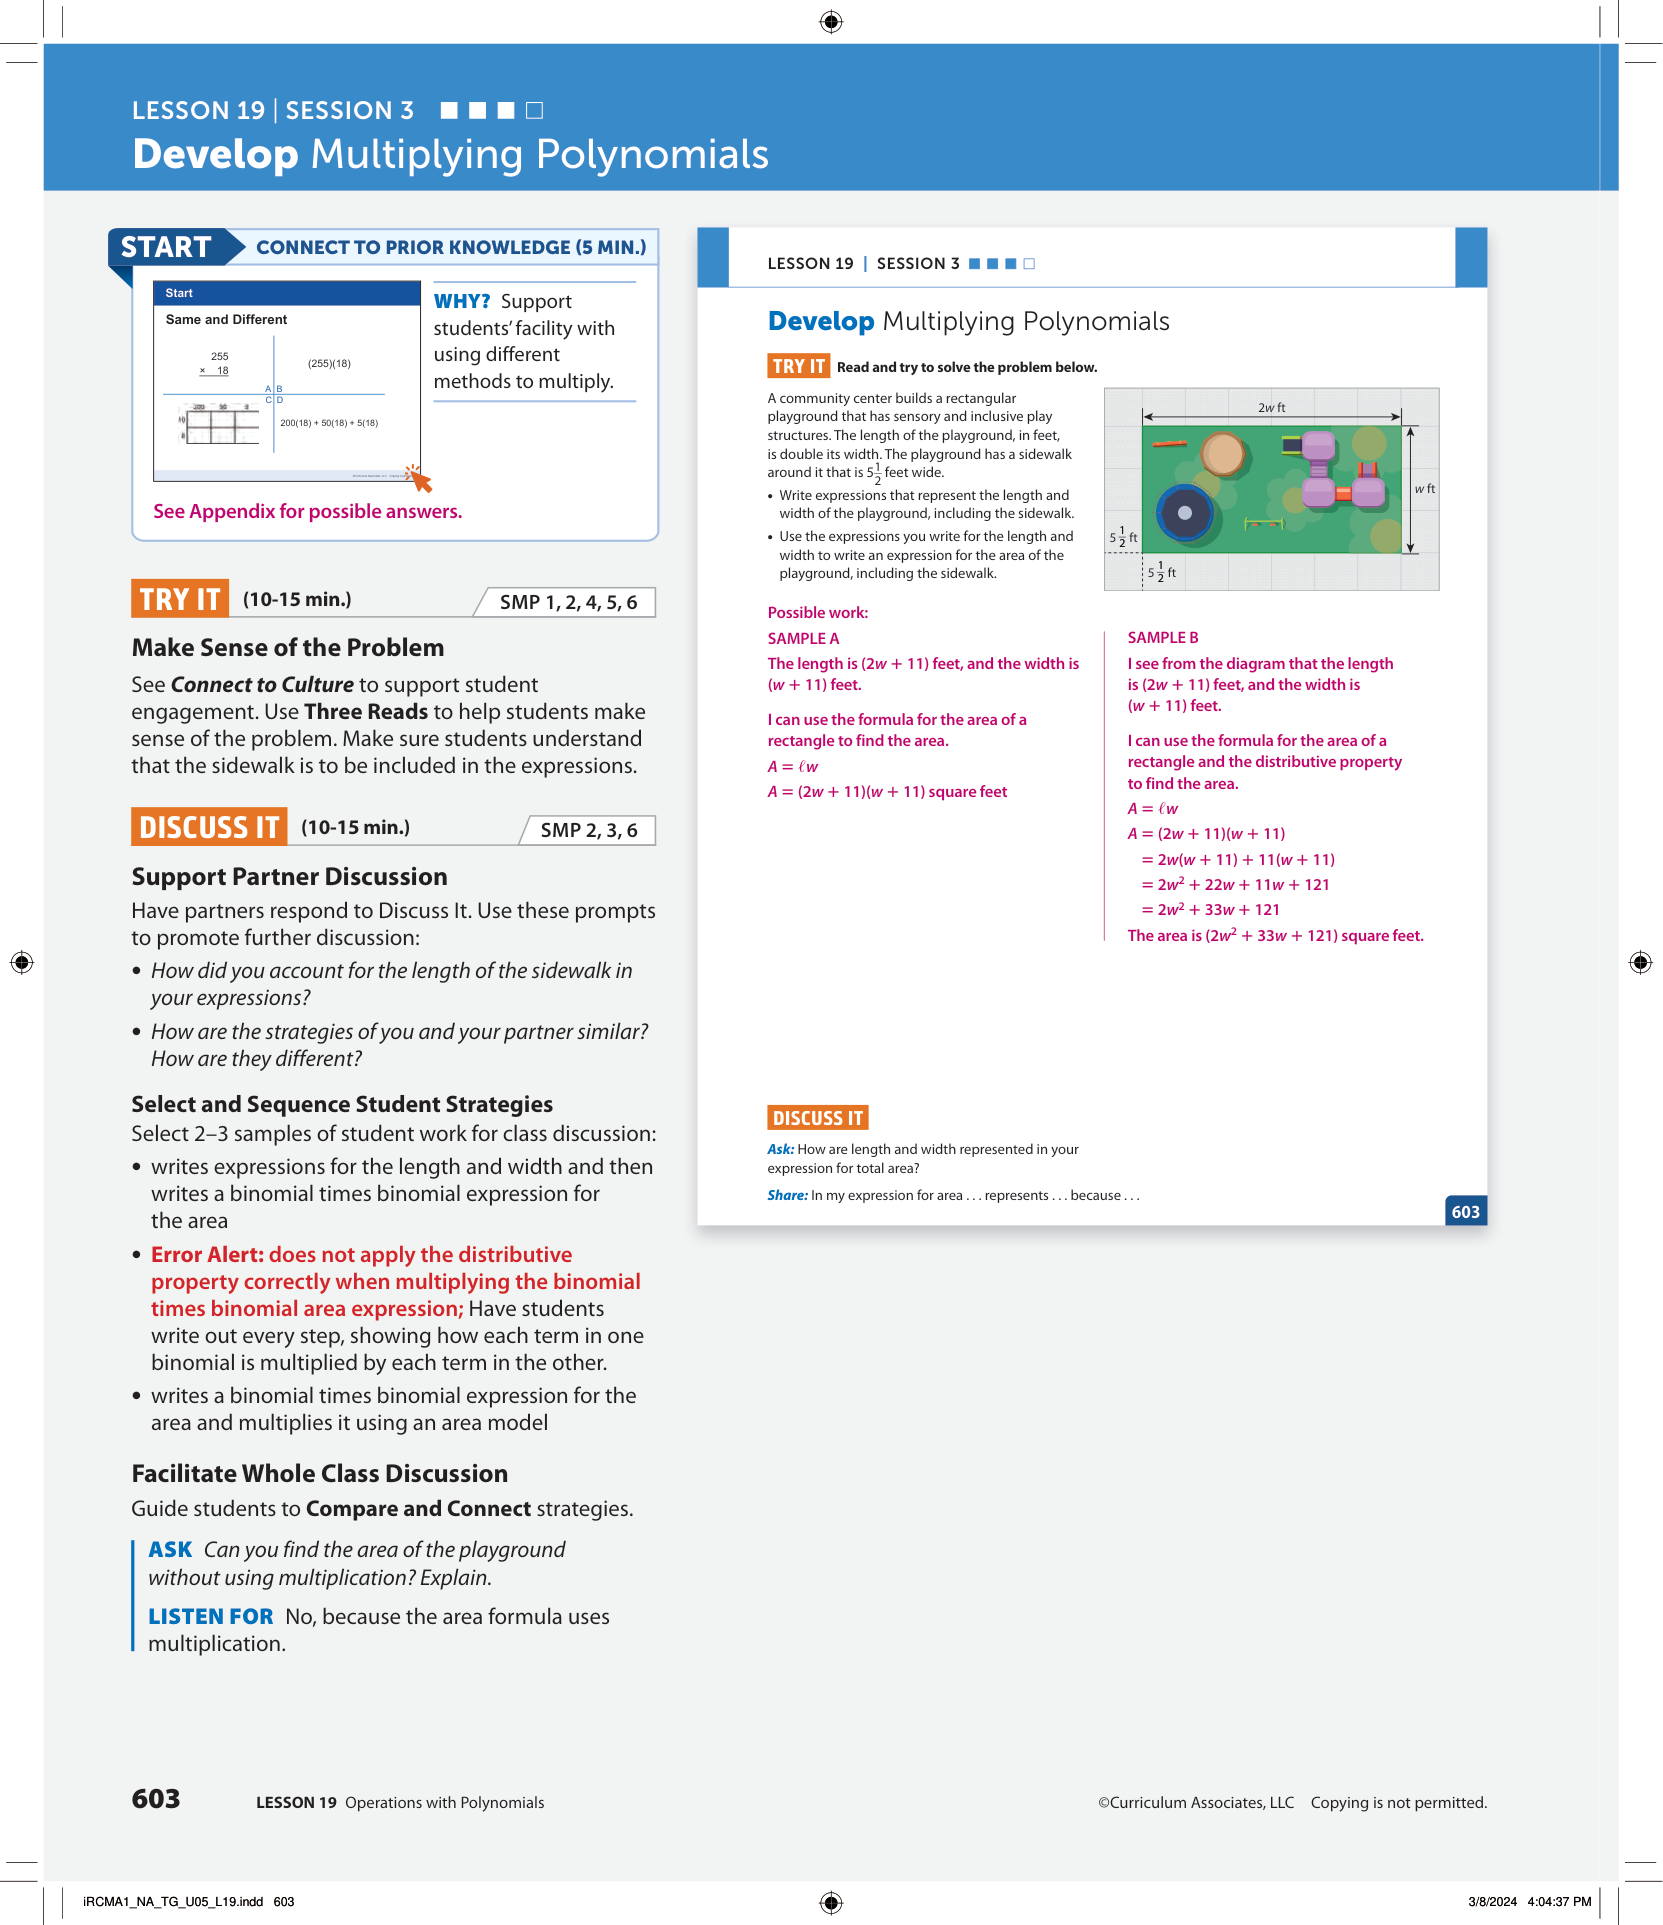 LESSON 19 | SESSION 3
Develop Multiplying Polynomials
START CONNECT TO PRIOR KNOWLEDGE (5 MIN.)
Start
Same and Different
255
× 18
(255)(18)
A B
C D
200(18) + 50(18) + 5(18)
WHY? Support
students’ facility with
using different
methods to multiply.
See Appendix for possible answers.
TRY IT (10-15 min.) SMP 1, 2, 4, 5, 6
Make Sense of the Problem
See Connect to Culture to support student
engagement. Use Three Reads to help students make
sense of the problem. Make sure students understand
that the sidewalk is to be included in the expressions.
DISCUSS IT (10-15 min.) SMP 2, 3, 6
Support Partner Discussion
Have partners respond to Discuss It. Use these prompts
to promote further discussion:
• How did you account for the length of the sidewalk in
your expressions?
• How are the strategies of you and your partner similar?
How are they different?
Select and Sequence Student Strategies
Select 2–3 samples of student work for class discussion:
• writes expressions for the length and width and then
writes a binomial times binomial expression for
the area
• Error Alert: does not apply the distributive
property correctly when multiplying the binomial
times binomial area expression; Have students
write out every step, showing how each term in one
binomial is multiplied by each term in the other.
• writes a binomial times binomial expression for the
area and multiplies it using an area model
Facilitate Whole Class Discussion
Guide students to Compare and Connect strategies.
ASK Can you find the area of the playground
without using multiplication? Explain.
LISTEN FOR No, because the area formula uses
multiplication.
LESSON 19 | SESSION 3
Develop Multiplying Polynomials
TRY IT Read and try to solve the problem below.
A community center builds a rectangular
playground that has sensory and inclusive play
structures. The length of the playground, in feet,
is double its width. The playground has a sidewalk
around it that is 5 1/2 feet wide.
• Write expressions that represent the length and
width of the playground, including the sidewalk.
• Use the expressions you write for the length and
width to write an expression for the area of the
playground, including the sidewalk.
2w ft
w ft
5 1/2 ft
5 1/2 ft
Possible work:
SAMPLE A
The length is (2w + 11) feet, and the width is
(w + 11) feet.
I can use the formula for the area of a
rectangle to find the area.
A = ℓw
A = (2w + 11)(w + 11) square feet
SAMPLE B
I see from the diagram that the length
is (2w + 11) feet, and the width is
(w + 11) feet.
I can use the formula for the area of a
rectangle and the distributive property
to find the area.
A = ℓw
A = (2w + 11)(w + 11)
= 2w(w + 11) + 11(w + 11)
= 2w² + 22w + 11w + 121
= 2w² + 33w + 121
The area is (2w² + 33w + 121) square feet.
DISCUSS IT
Ask: How are length and width represented in your
expression for total area?
Share: In my expression for area . . . represents . . . because . . .
603
603 LESSON 19 Operations with Polynomials
©Curriculum Associates, LLC Copying is not permitted.
iRCMA1_NA_TG_U05_L19.indd 603
3/8/2024 4:04:37 PM